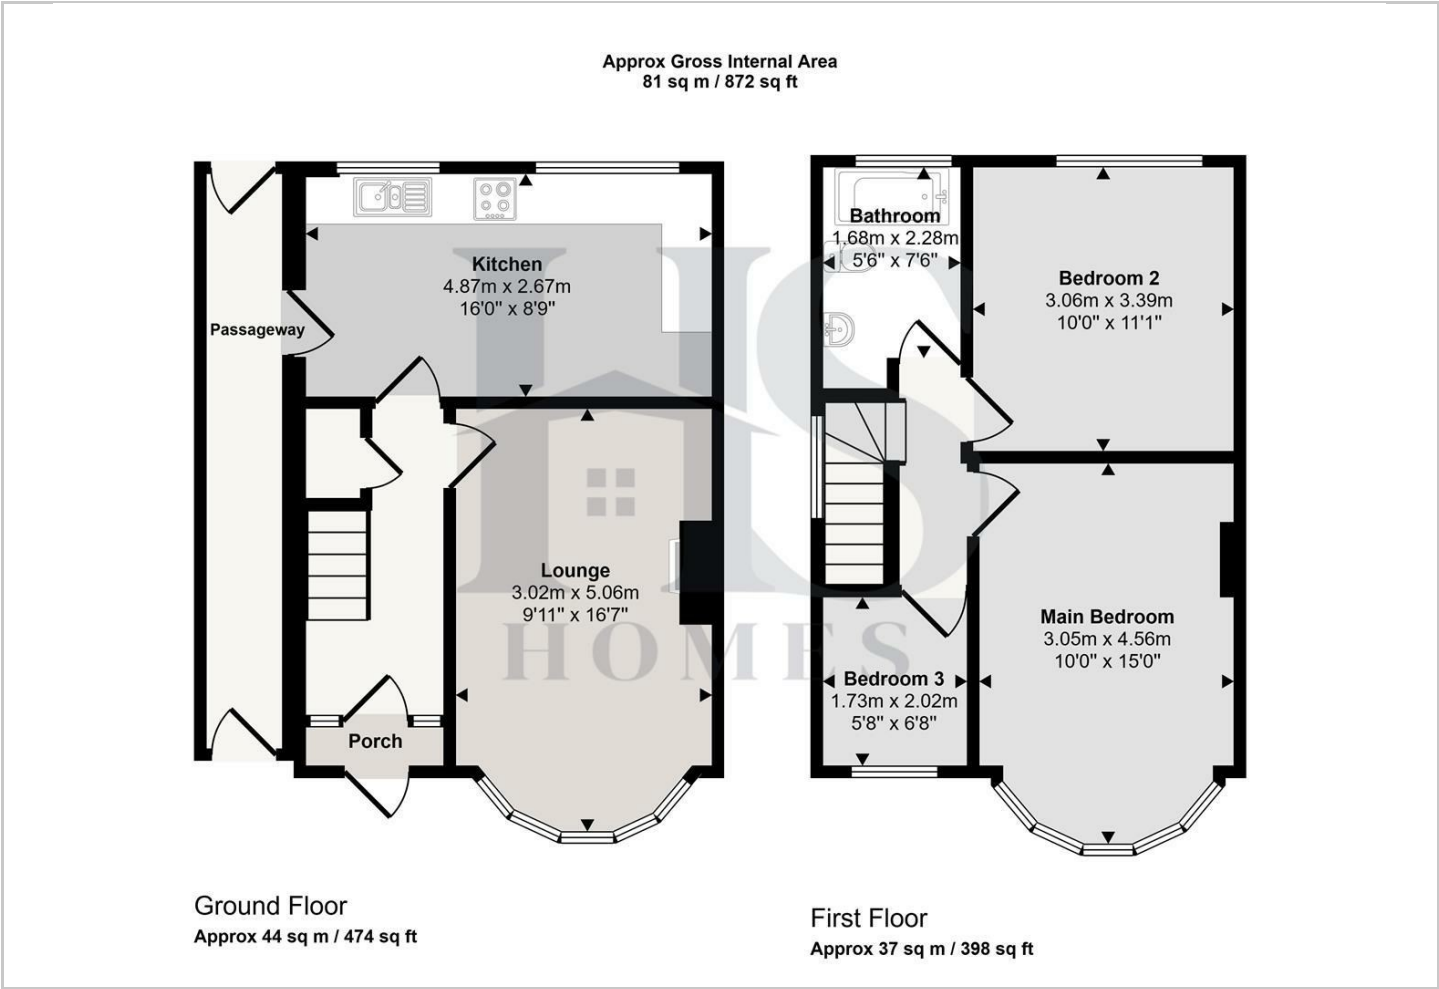 Approx Gross Internal Area
81 sq m / 872 sq ft
Passageway
Kitchen
4.87m x 2.67m
16'0" x 8'9"
Lounge
3.02m x 5.06m
9'11" x 16'7"
Porch
Bathroom
1.68m x 2.28m
5'6" x 7'6"
Bedroom 2
3.06m x 3.39m
10'0" x 11'1"
Main Bedroom
3.05m x 4.56m
10'0" x 15'0"
Bedroom 3
1.73m x 2.02m
5'8" x 6'8"
HS
HOMES
Ground Floor
Approx 44 sq m / 474 sq ft
First Floor
Approx 37 sq m / 398 sq ft